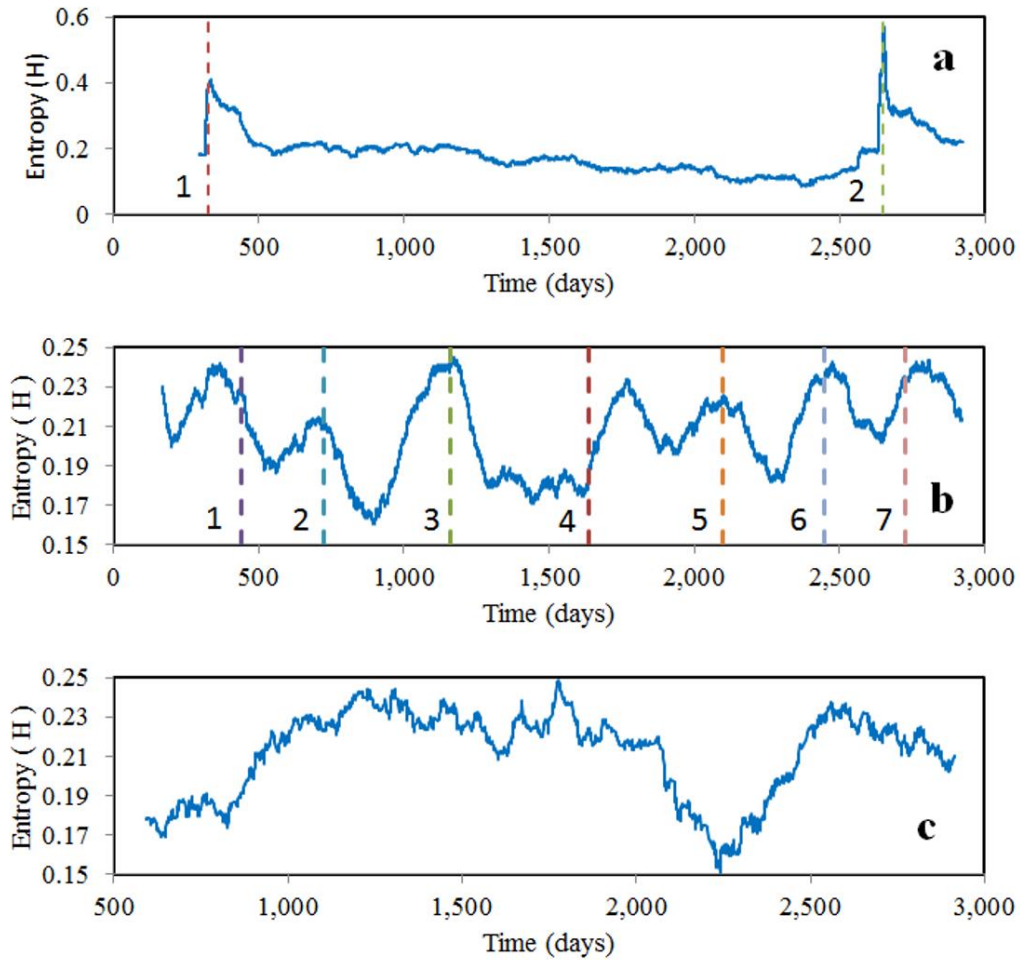 0.6
a
0.4
Entropy (H)
0.2
1
2
0
0 500 1,000 1,500 2,000 2,500 3,000
Time (days)
0.25
0.23
0.21
Entropy ( H )
0.19
0.17
b
1 2 3 4 5 6 7
0.15
0 500 1,000 1,500 2,000 2,500 3,000
Time (days)
0.25
0.23
0.21
Entropy ( H )
0.19
0.17
c
0.15
500 1,000 1,500 2,000 2,500 3,000
Time (days)